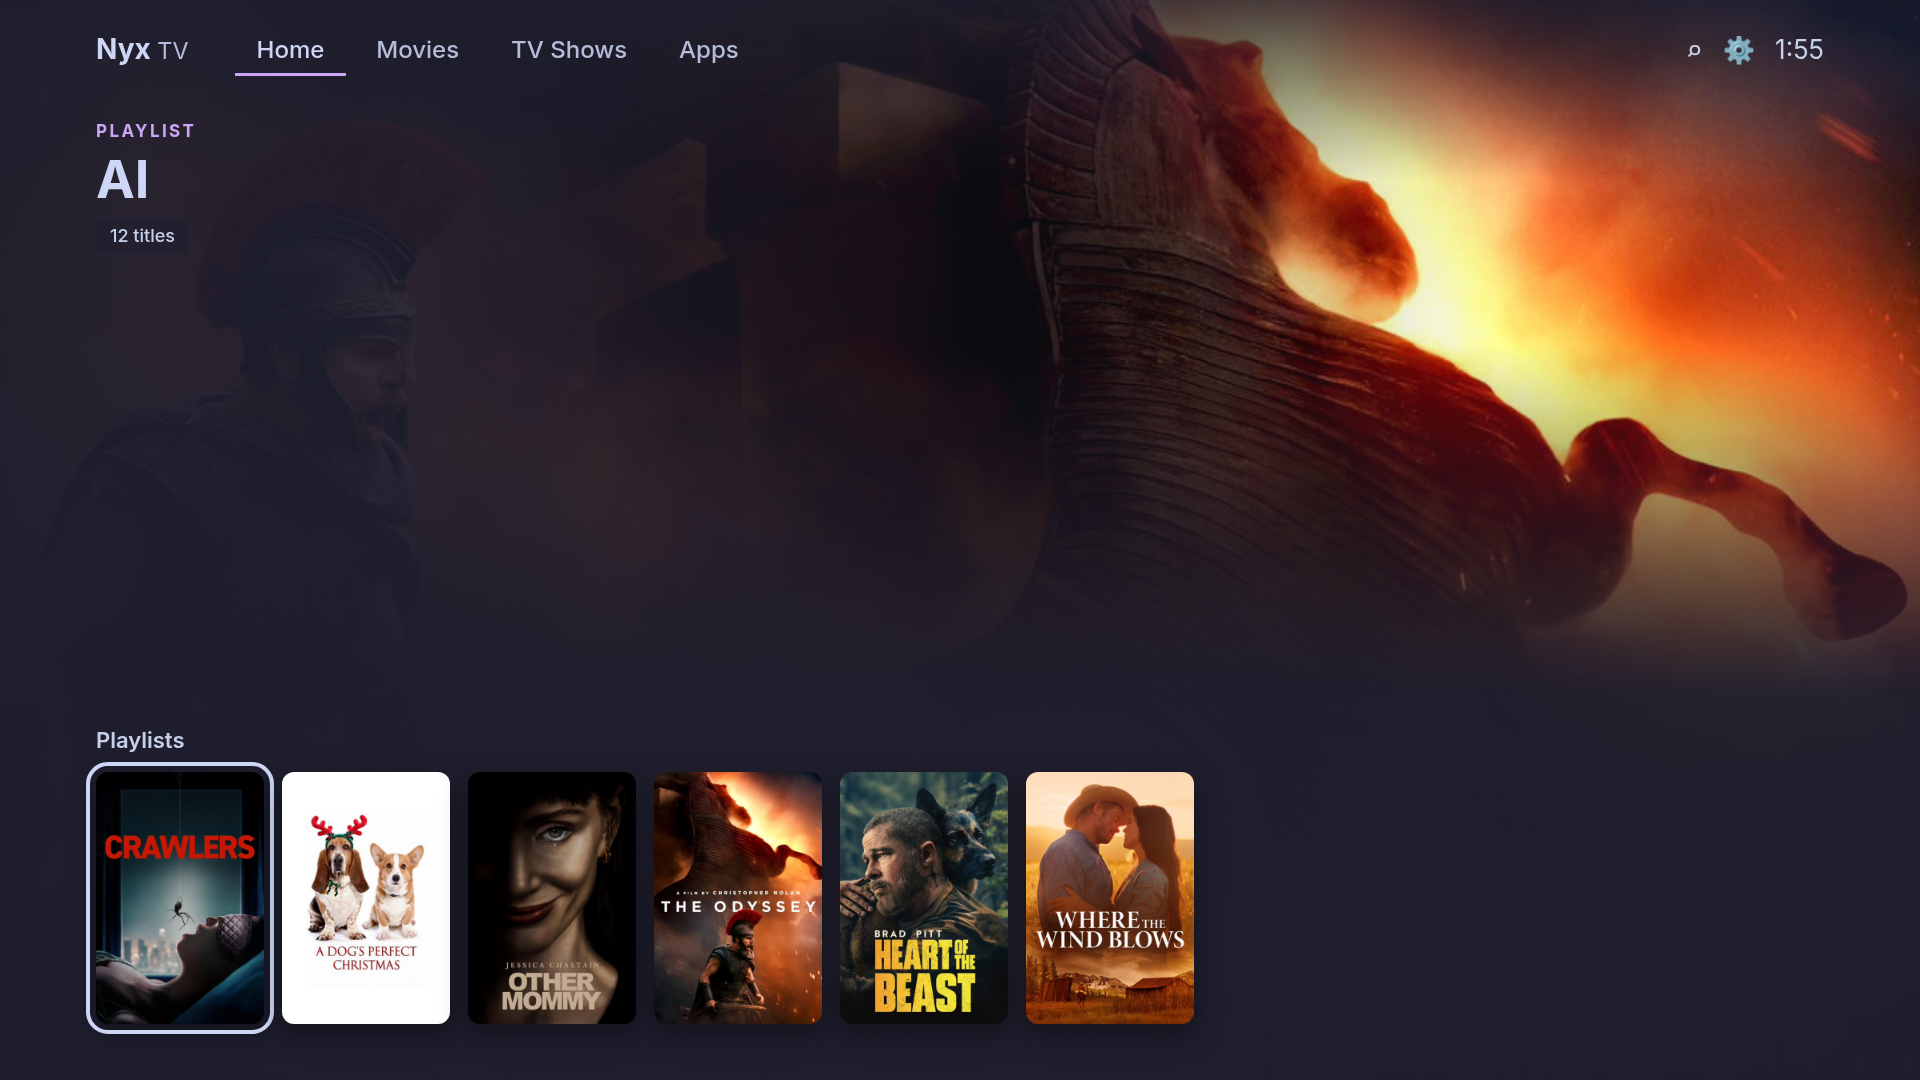 Nyx TV
Home
Movies
TV Shows
Apps
1:55
PLAYLIST
AI
12 titles
Playlists
CRAWLERS
A DOG'S PERFECT
CHRISTMAS
JESSICA CHASTAIN
OTHER
MOMMY
A FILM BY CHRISTOPHER NOLAN
THE ODYSSEY
BRAD PITT
HEART OF THE
BEAST
WHERE THE
WIND BLOWS